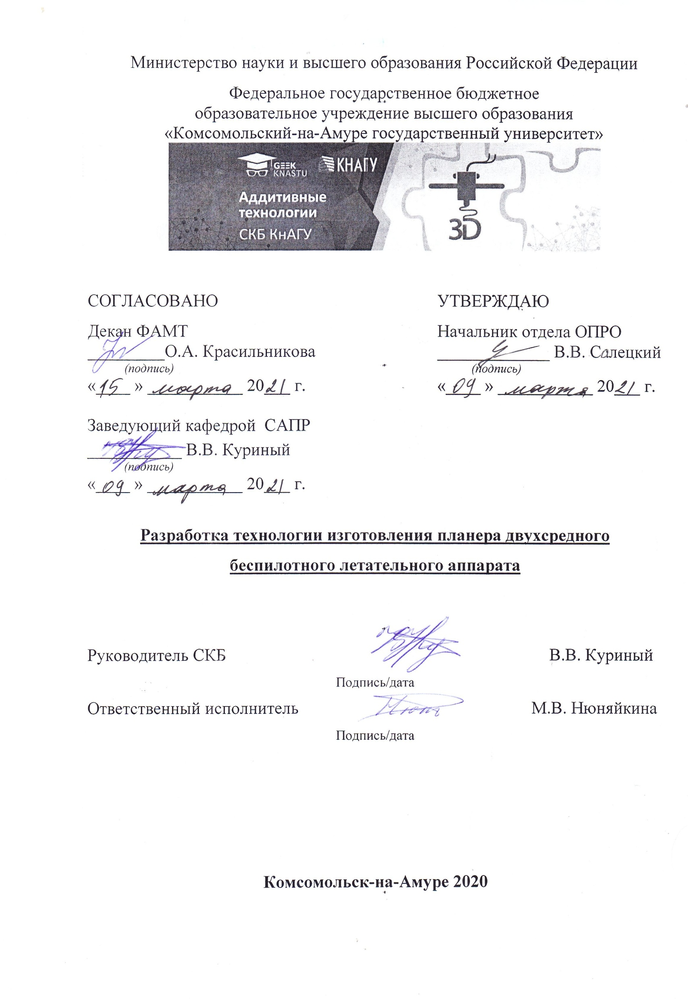 Министерство науки и высшего образования Российской Федерации
Федеральное государственное бюджетное
образовательное учреждение высшего образования
«Комсомольский-на-Амуре государственный университет»
GEEK
KNASTU
КНАГУ
Аддитивные
технологии
СКБ КнАГУ
3D
СОГЛАСОВАНО
Декан ФАМТ
О.А. Красильникова
(подпись)
«15» марта 2021 г.
УТВЕРЖДАЮ
Начальник отдела ОПРО
В.В. Салецкий
(подпись)
«09» марта 2021 г.
Заведующий кафедрой САПР
В.В. Куриный
(подпись)
«09» марта 2021 г.
Разработка технологии изготовления планера двухсредного
беспилотного летательного аппарата
Руководитель СКБ В.В. Куриный
Подпись/дата
Ответственный исполнитель М.В. Нюняйкина
Подпись/дата
Комсомольск-на-Амуре 2020